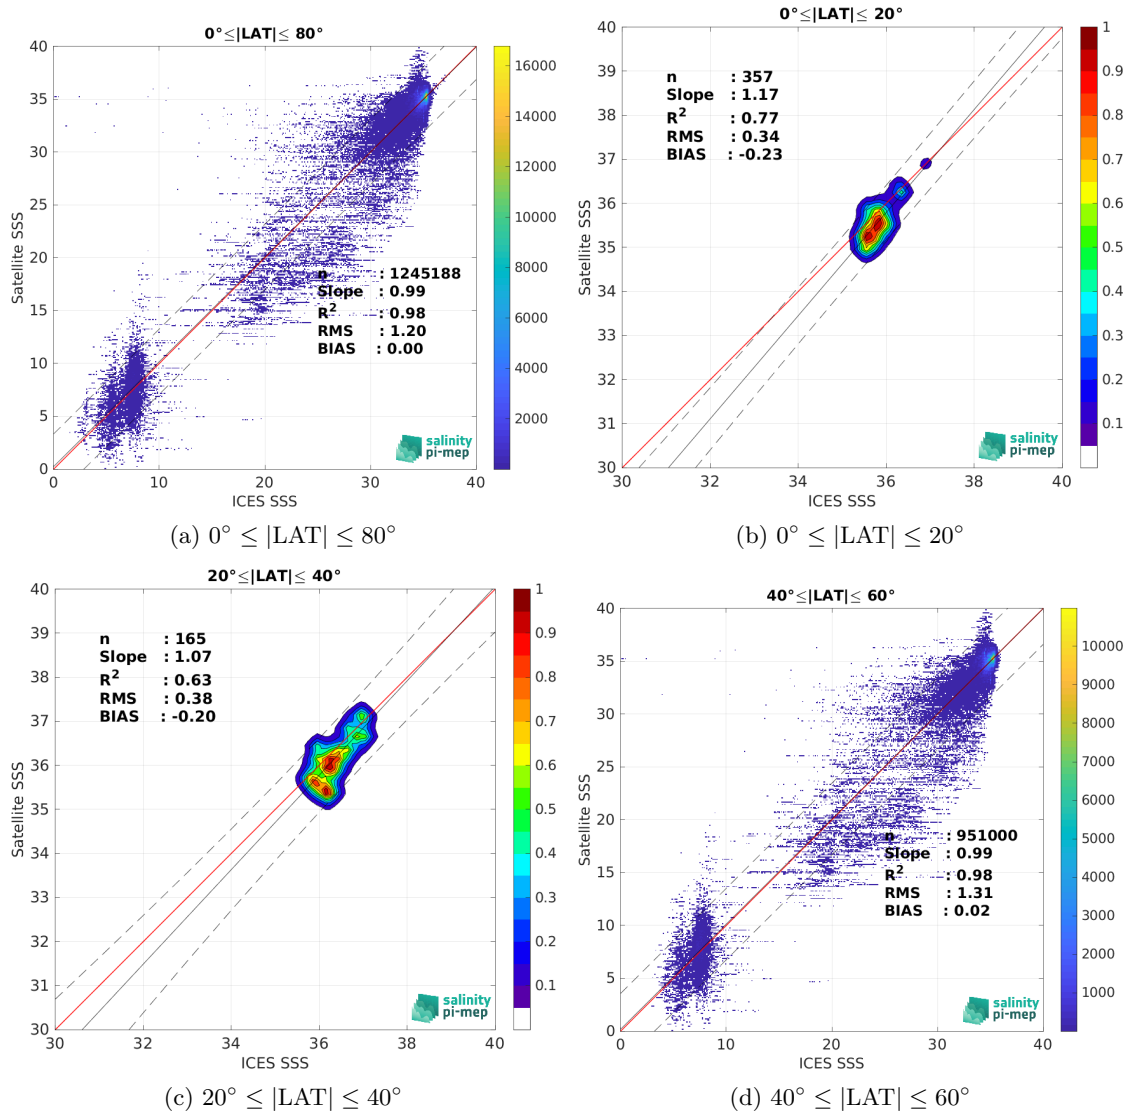 0°≤|LAT|≤ 80°
40
35
30
25
20
15
10
5
0
Satellite SSS
n : 1245188
Slope : 0.99
R² : 0.98
RMS : 1.20
BIAS : 0.00
salinity
pi-mep
0 10 20 30 40
ICES SSS
16000
14000
12000
10000
8000
6000
4000
2000
(a) 0° ≤ |LAT| ≤ 80°
0°≤|LAT|≤ 20°
40
39
38
37
36
35
34
33
32
31
30
Satellite SSS
n : 357
Slope : 1.17
R² : 0.77
RMS : 0.34
BIAS : -0.23
salinity
pi-mep
30 32 34 36 38 40
ICES SSS
1
0.9
0.8
0.7
0.6
0.5
0.4
0.3
0.2
0.1
(b) 0° ≤ |LAT| ≤ 20°
20°≤|LAT|≤ 40°
40
39
38
37
36
35
34
33
32
31
30
Satellite SSS
n : 165
Slope : 1.07
R² : 0.63
RMS : 0.38
BIAS : -0.20
salinity
pi-mep
30 32 34 36 38 40
ICES SSS
1
0.9
0.8
0.7
0.6
0.5
0.4
0.3
0.2
0.1
(c) 20° ≤ |LAT| ≤ 40°
40°≤|LAT|≤ 60°
40
35
30
25
20
15
10
5
0
Satellite SSS
n : 951000
Slope : 0.99
R² : 0.98
RMS : 1.31
BIAS : 0.02
salinity
pi-mep
0 10 20 30 40
ICES SSS
10000
9000
8000
7000
6000
5000
4000
3000
2000
1000
(d) 40° ≤ |LAT| ≤ 60°